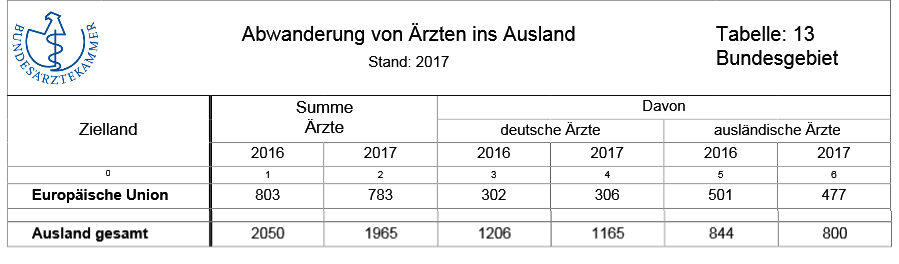 BUNDESÄRZTEKAMMER
Abwanderung von Ärzten ins Ausland
Stand: 2017
Tabelle: 13
Bundesgebiet
Zielland
Summe
Ärzte
Davon
deutsche Ärzte ausländische Ärzte
2016 2017 2016 2017 2016 2017
0 1 2 3 4 5 6
Europäische Union 803 783 302 306 501 477
Ausland gesamt 2050 1965 1206 1165 844 800